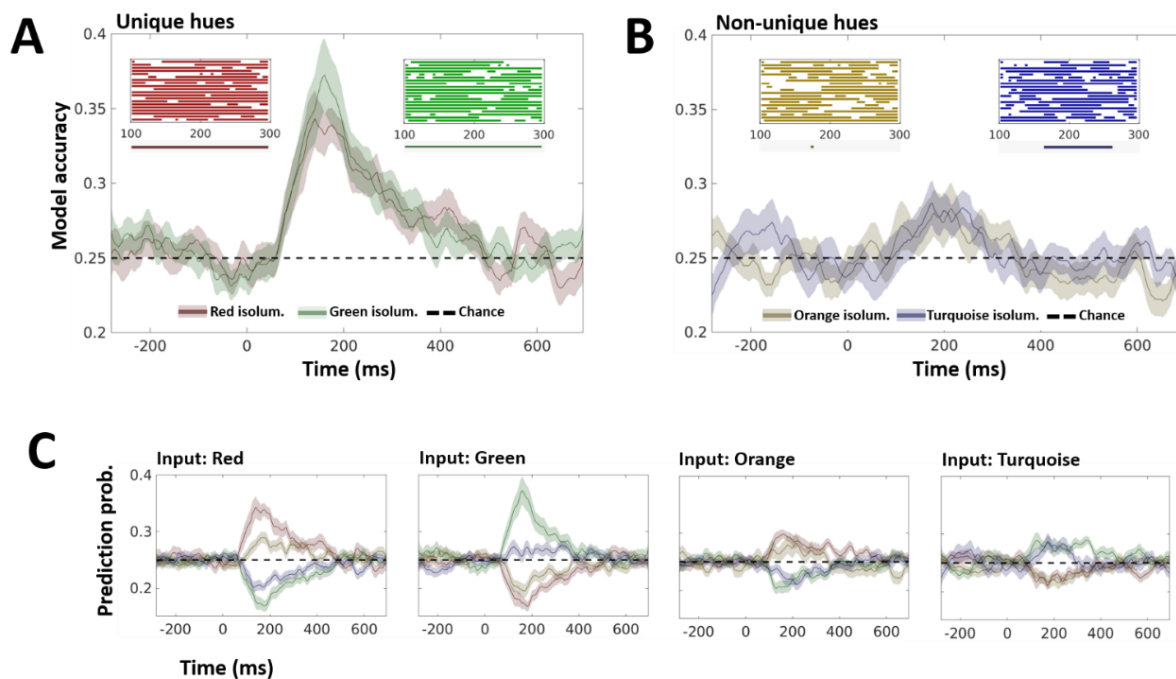 A
Unique hues
B
Non-unique hues
0.4
0.35
0.3
0.25
0.2
Model accuracy
100 200 300
100 200 300
Red isolum. Green isolum. Chance
-200 0 200 400 600
Time (ms)
0.4
0.35
0.3
0.25
0.2
100 200 300
100 200 300
Orange isolum. Turquoise isolum. Chance
-200 0 200 400 600
Time (ms)
C
Input: Red
Input: Green
Input: Orange
Input: Turquoise
0.4
0.3
0.2
Prediction prob.
-200 0 200 400 600
-200 0 200 400 600
-200 0 200 400 600
-200 0 200 400 600
Time (ms)